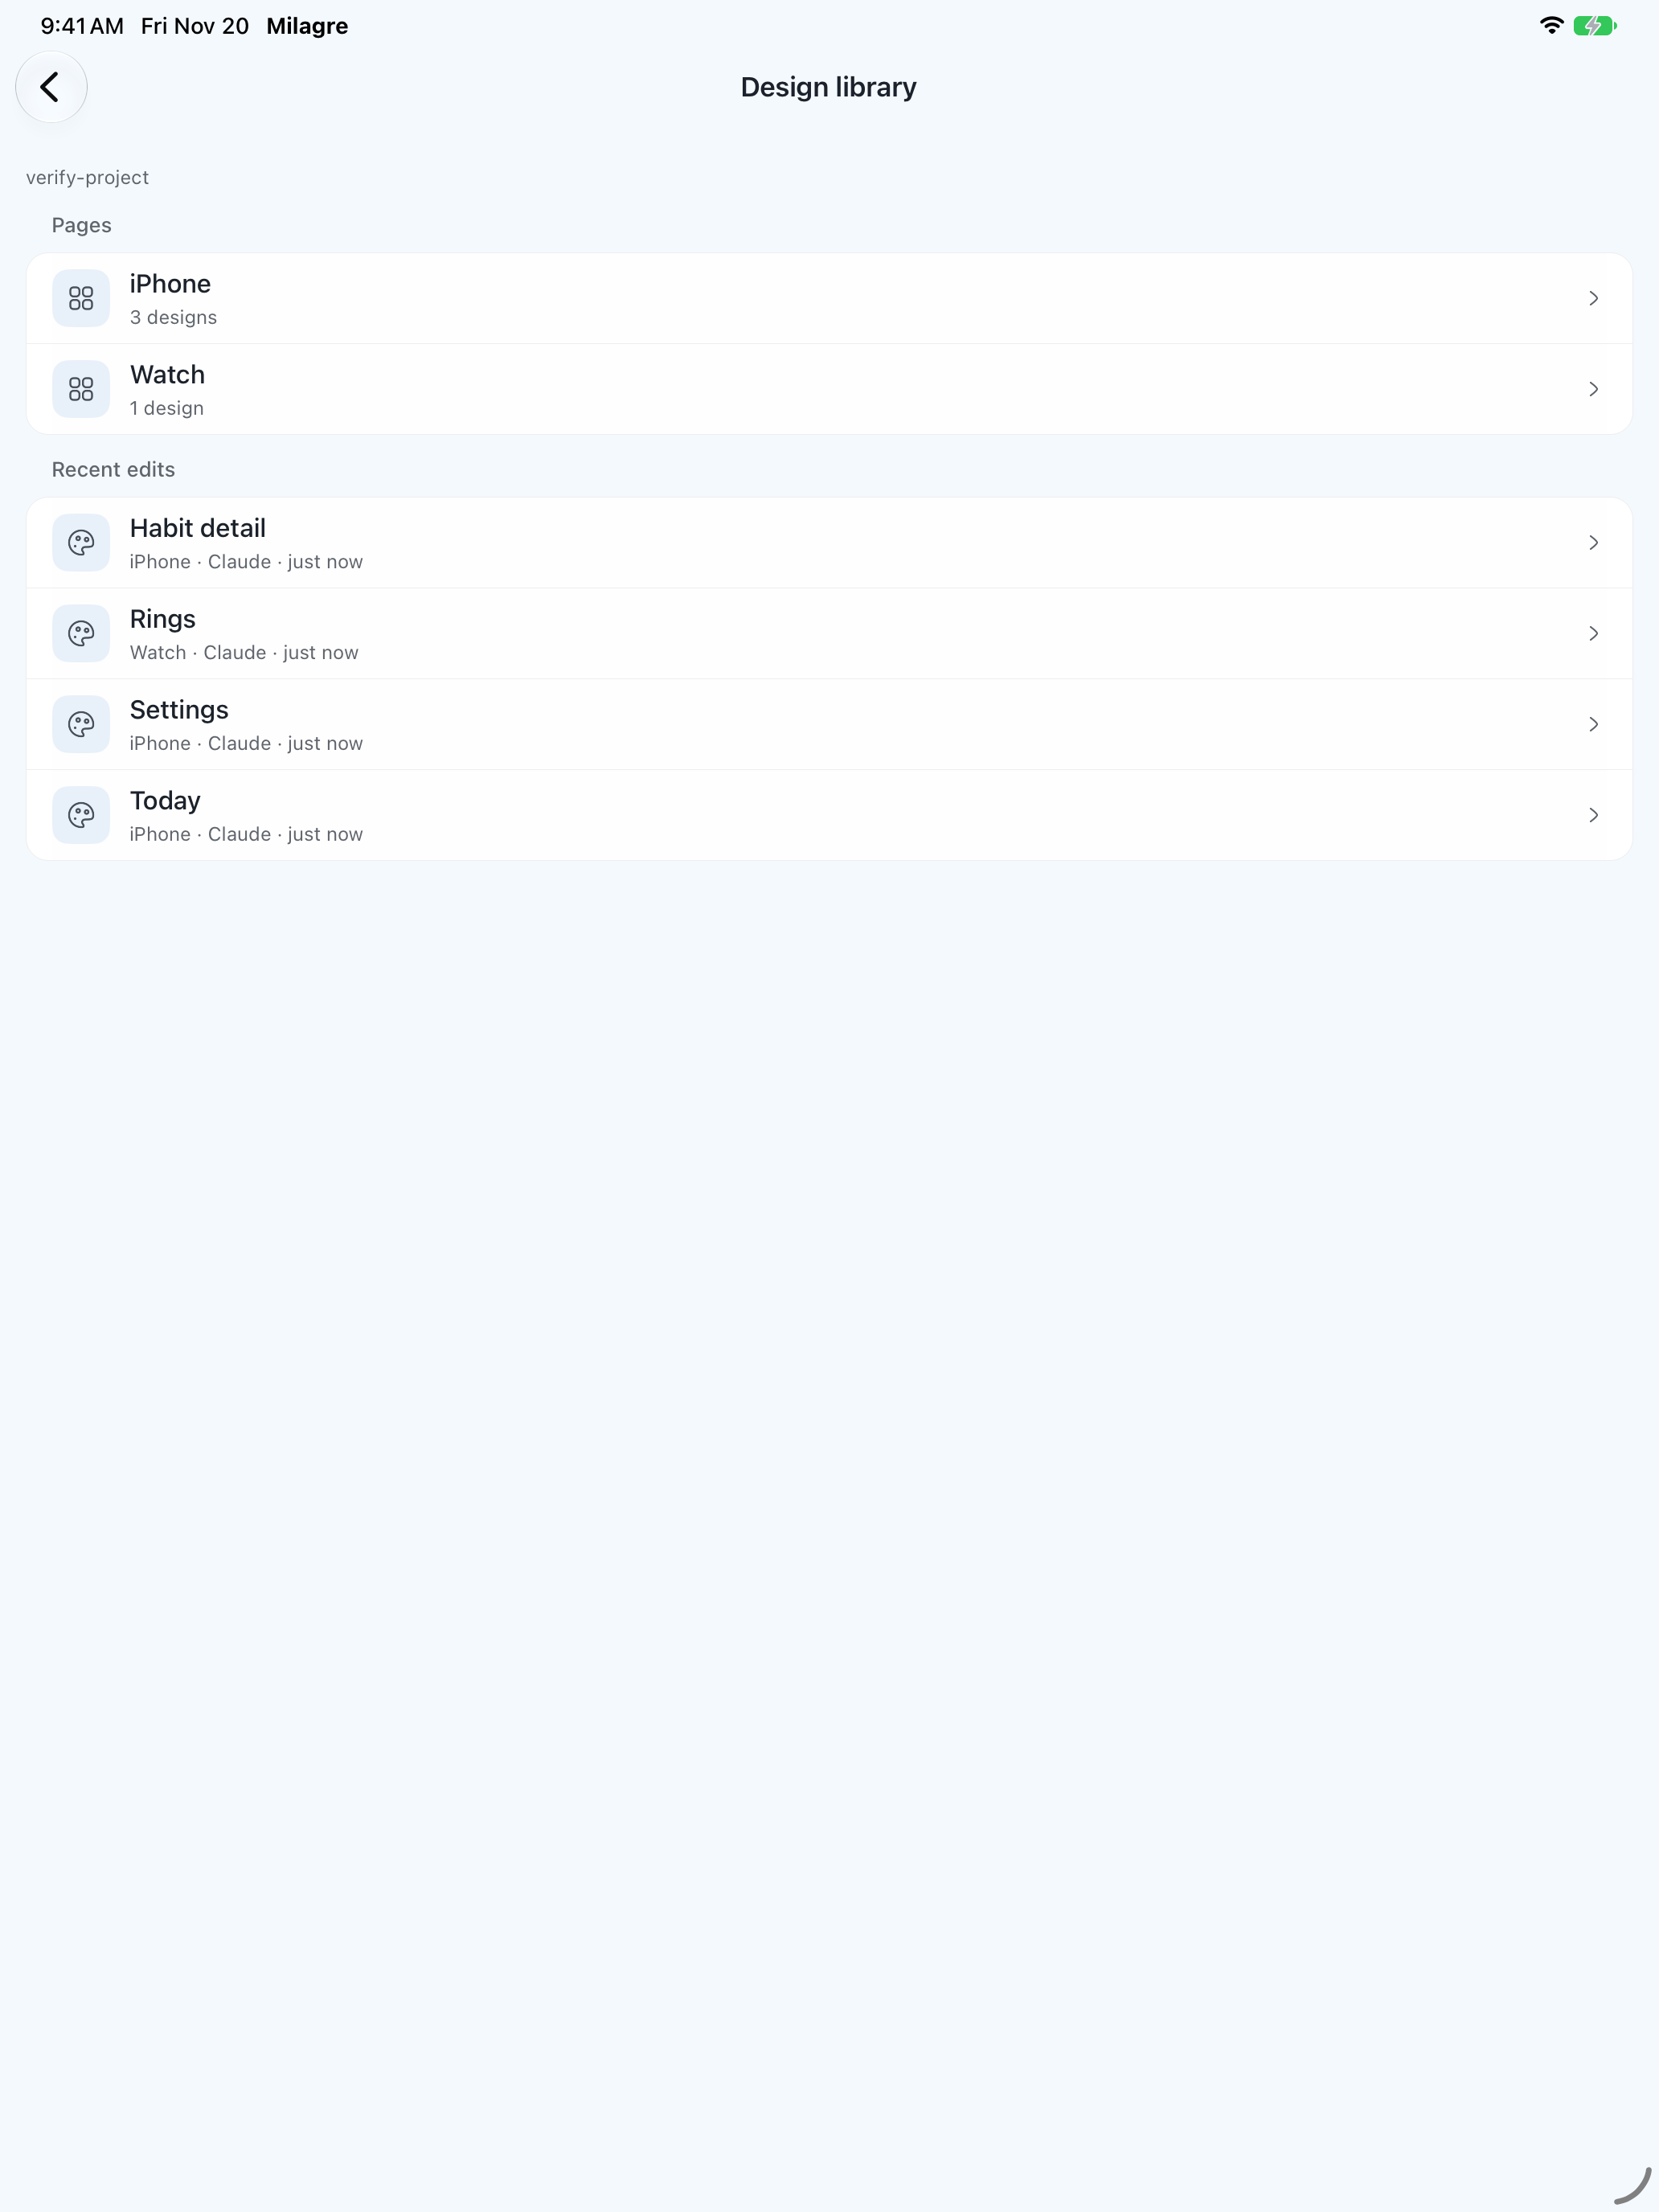 9:41 AM Fri Nov 20 Milagre
Design library
verify-project
Pages
iPhone
3 designs
Watch
1 design
Recent edits
Habit detail
iPhone · Claude · just now
Rings
Watch · Claude · just now
Settings
iPhone · Claude · just now
Today
iPhone · Claude · just now